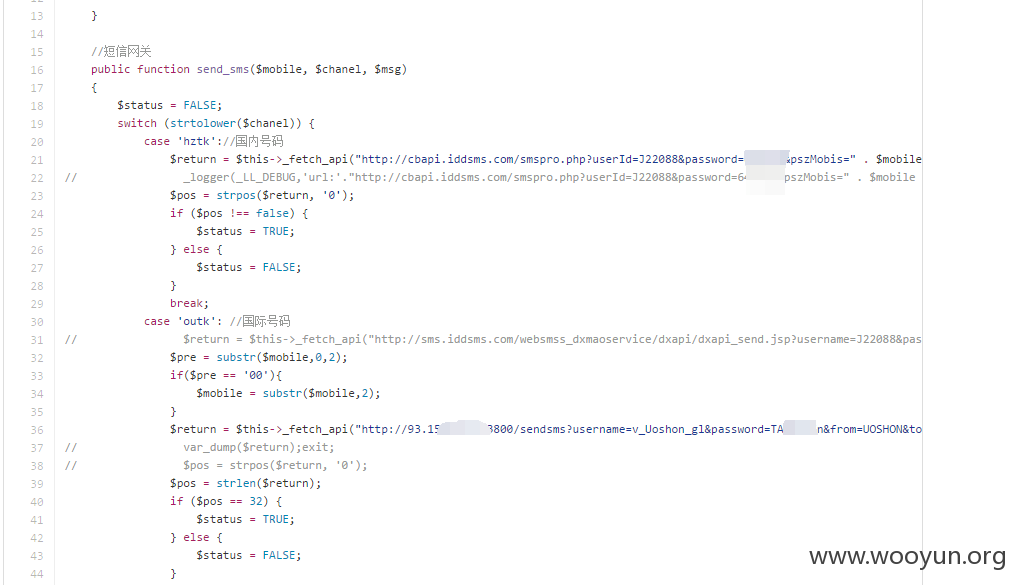 13 }
14
15 //短信网关
16 public function send_sms($mobile, $chanel, $msg)
17 {
18 $status = FALSE;
19 switch (strtolower($chanel)) {
20 case 'hztk'://国内号码
21 $return = $this->_fetch_api("http://cbapi.iddsms.com/smspro.php?userId=J22088&password= &pszMobis=" . $mobile
22 // _logger(_LL_DEBUG,'url:'."http://cbapi.iddsms.com/smspro.php?userId=J22088&password=6 pszMobis=" . $mobile
23 $pos = strpos($return, '0');
24 if ($pos !== false) {
25 $status = TRUE;
26 } else {
27 $status = FALSE;
28 }
29 break;
30 case 'outk': //国际号码
31 // $return = $this->_fetch_api("http://sms.iddsms.com/websmss_dxmaoservice/dxapi/dxapi_send.jsp?username=J22088&pas
32 $pre = substr($mobile,0,2);
33 if($pre == '00'){
34 $mobile = substr($mobile,2);
35 }
36 $return = $this->_fetch_api("http://93.15 3800/sendsms?username=v_Uoshon_gl&password=TA n&from=UOSHON&to
37 // var_dump($return);exit;
38 // $pos = strpos($return, '0');
39 $pos = strlen($return);
40 if ($pos == 32) {
41 $status = TRUE;
42 } else {
43 $status = FALSE;
44 }
www.wooyun.org